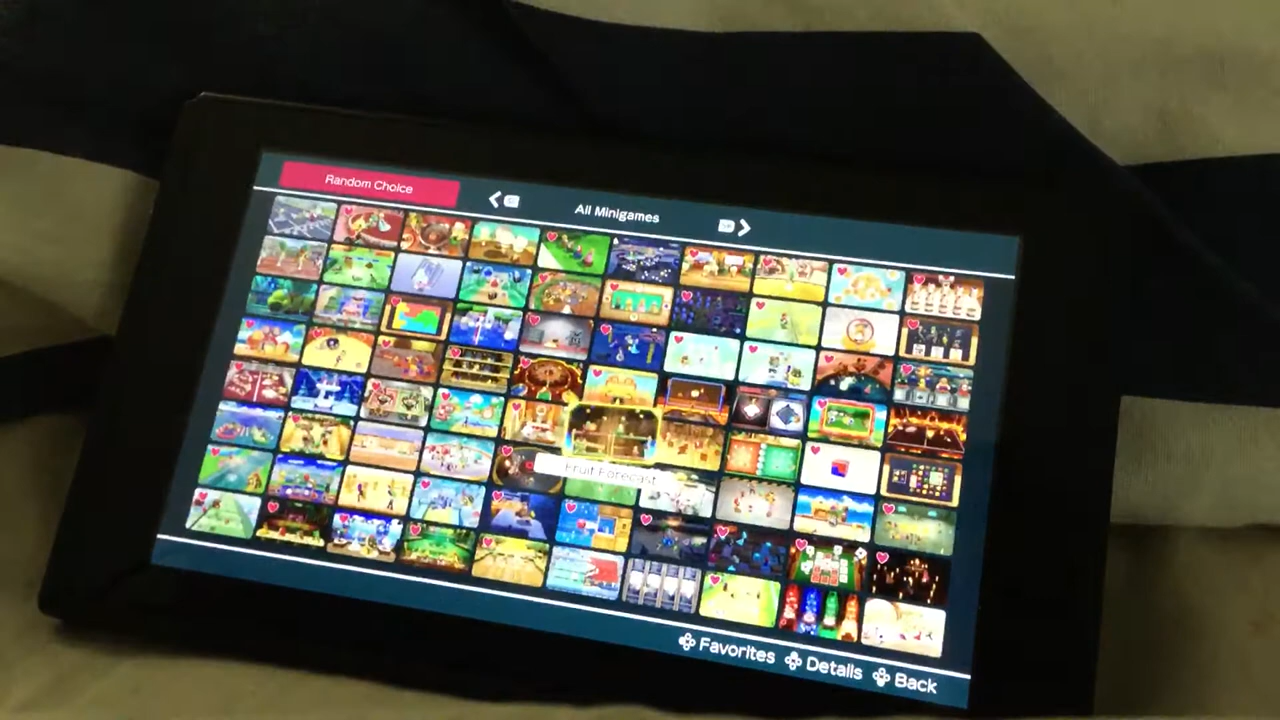 Random Choice
All Minigames
Fruit Forecast
Favorites
Details
Back